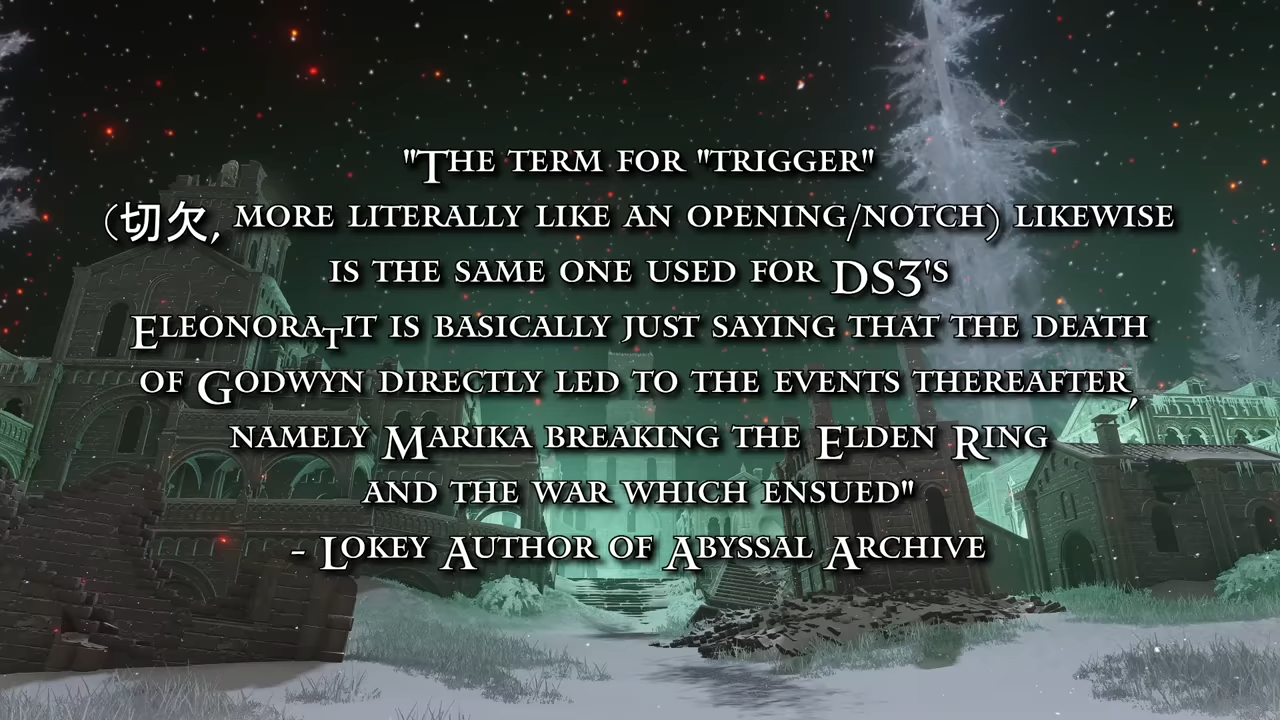 "The term for "trigger"
(切欠, more literally like an opening/notch) likewise
is the same one used for DS3's
Eleonora-it is basically just saying that the death
of Godwyn directly led to the events thereafter,
namely Marika breaking the Elden Ring
and the war which ensued"
- Lokey Author of Abyssal Archive